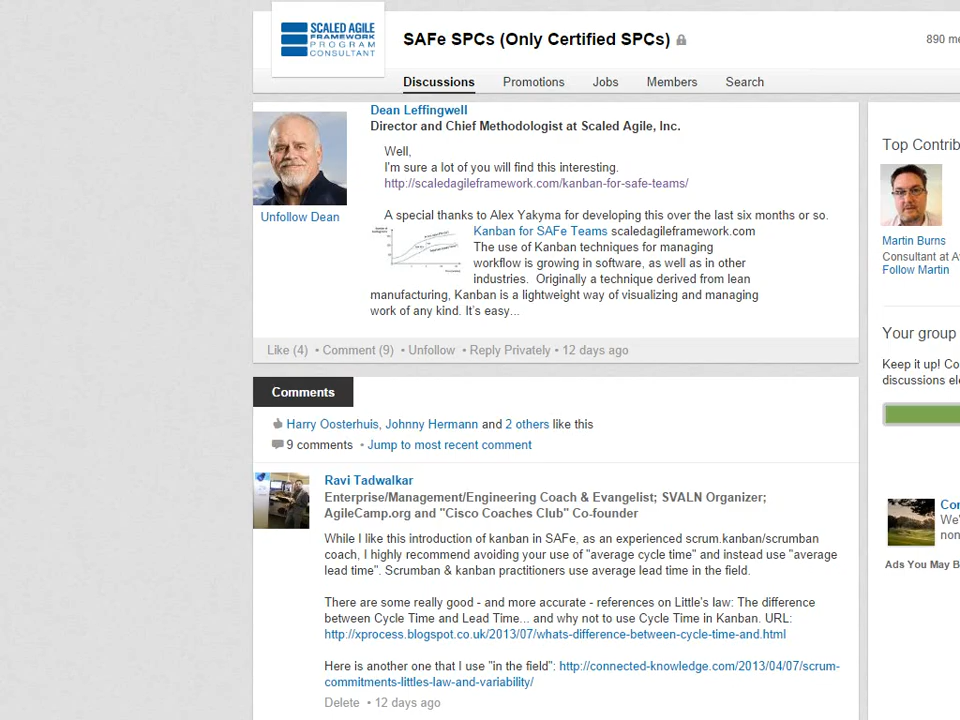 SCALED AGILE
FRAMEWORK
PROGRAM
CONSULTANT
SAFe SPCs (Only Certified SPCs)
890 me
Discussions Promotions Jobs Members Search
Dean Leffingwell
Director and Chief Methodologist at Scaled Agile, Inc.
Well,
I'm sure a lot of you will find this interesting.
http://scaledagileframework.com/kanban-for-safe-teams/
Unfollow Dean
A special thanks to Alex Yakyma for developing this over the last six months or so.
Kanban for SAFe Teams scaledagileframework.com
The use of Kanban techniques for managing
workflow is growing in software, as well as in other
industries.  Originally a technique derived from lean
manufacturing, Kanban is a lightweight way of visualizing and managing
work of any kind. It's easy...
Like (4) • Comment (9) • Unfollow • Reply Privately • 12 days ago
Comments
Harry Oosterhuis, Johnny Hermann and 2 others like this
9 comments • Jump to most recent comment
Ravi Tadwalkar
Enterprise/Management/Engineering Coach & Evangelist; SVALN Organizer;
AgileCamp.org and "Cisco Coaches Club" Co-founder
While I like this introduction of kanban in SAFe, as an experienced scrum.kanban/scrumban
coach, I highly recommend avoiding your use of "average cycle time" and instead use "average
lead time". Scrumban & kanban practitioners use average lead time in the field.
There are some really good - and more accurate - references on Little's law: The difference
between Cycle Time and Lead Time... and why not to use Cycle Time in Kanban. URL:
http://xprocess.blogspot.co.uk/2013/07/whats-difference-between-cycle-time-and.html
Here is another one that I use "in the field": http://connected-knowledge.com/2013/04/07/scrum-
commitments-littles-law-and-variability/
Delete • 12 days ago
Top Contrib
Martin Burns
Consultant at A
Follow Martin
Your group
Keep it up! Co
discussions el
Con
We'
non
Ads You May B